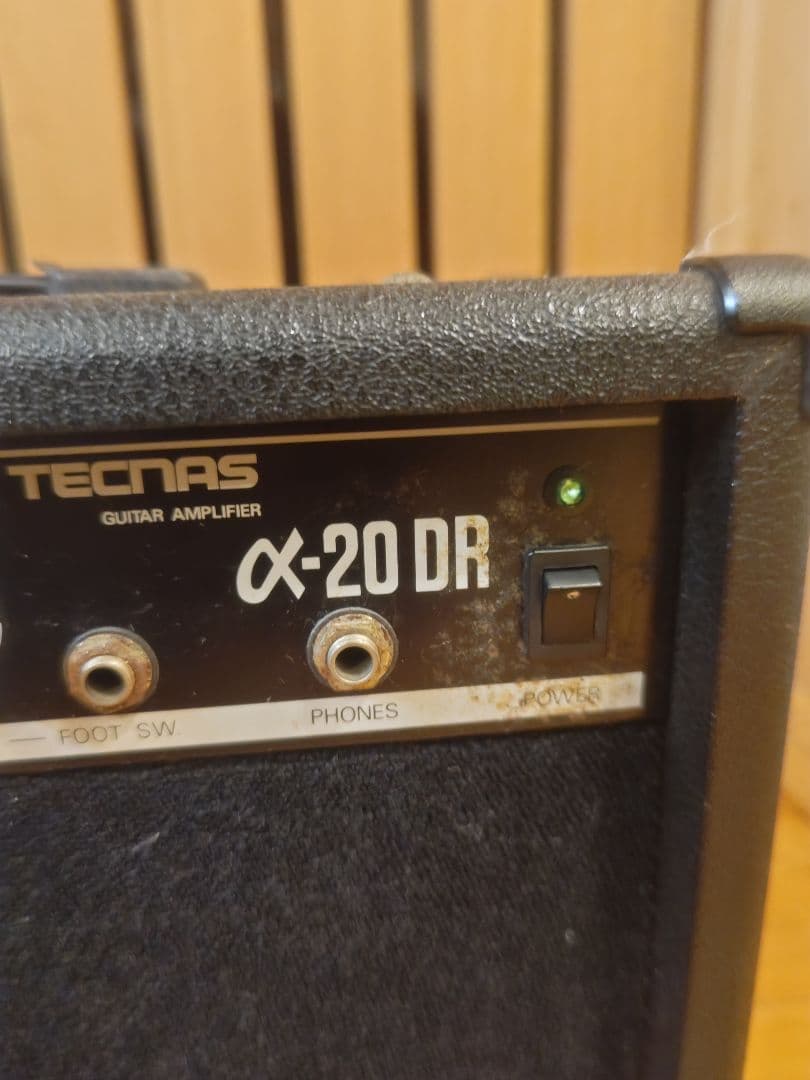 TECNAS
GUITAR AMPLIFIER
α-20 DR
FOOT SW.
PHONES
POWER